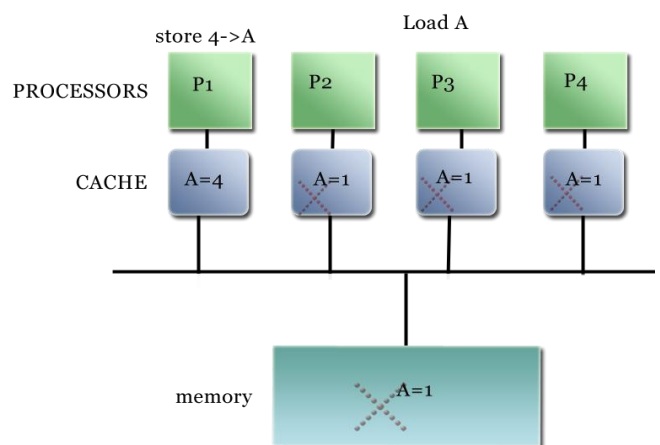 store 4->A
Load A
PROCESSORS
P1
P2
P3
P4
CACHE
A=4
A=1
A=1
A=1
memory
A=1